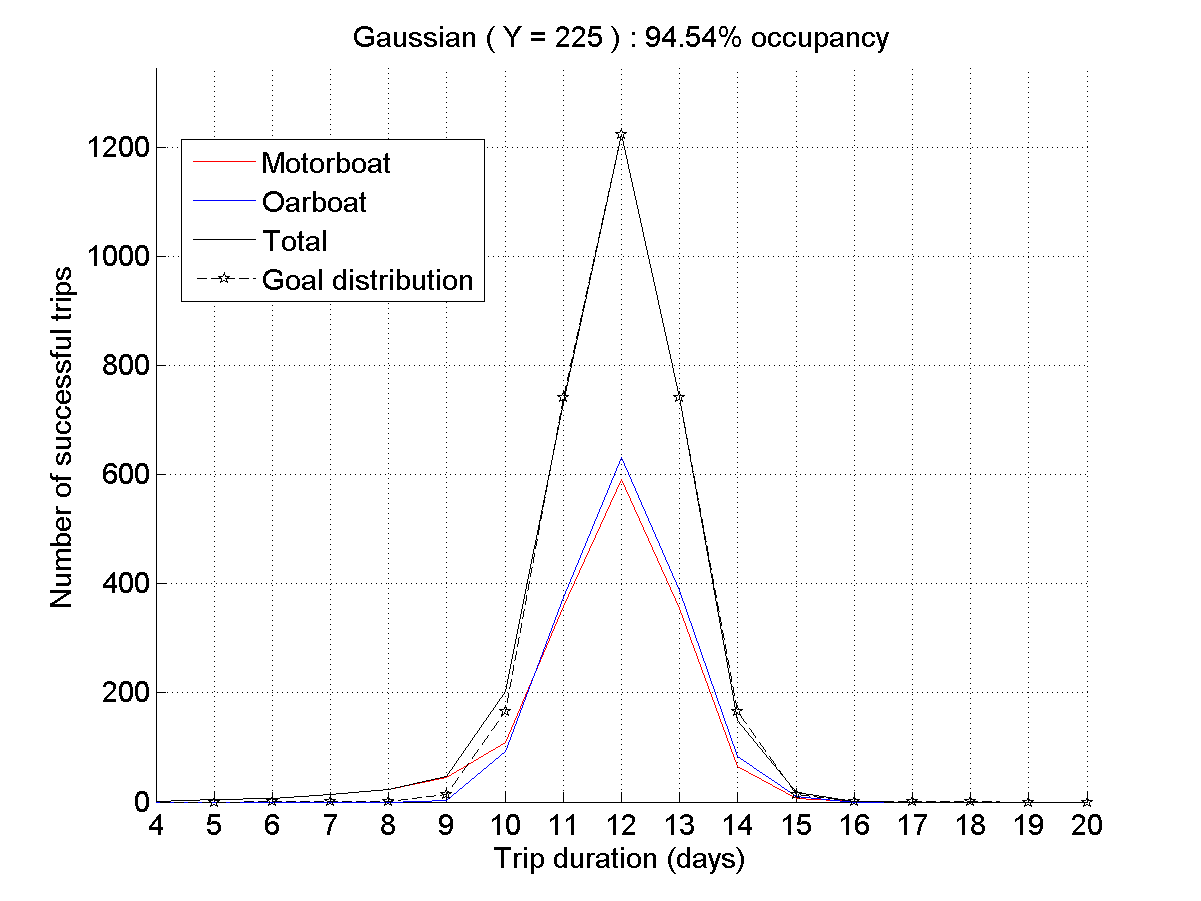 Gaussian ( Y = 225 ) : 94.54% occupancy
Number of successful trips
1200
1000
800
600
400
200
0
Motorboat
Oarboat
Total
Goal distribution
4 5 6 7 8 9 10 11 12 13 14 15 16 17 18 19 20
Trip duration (days)